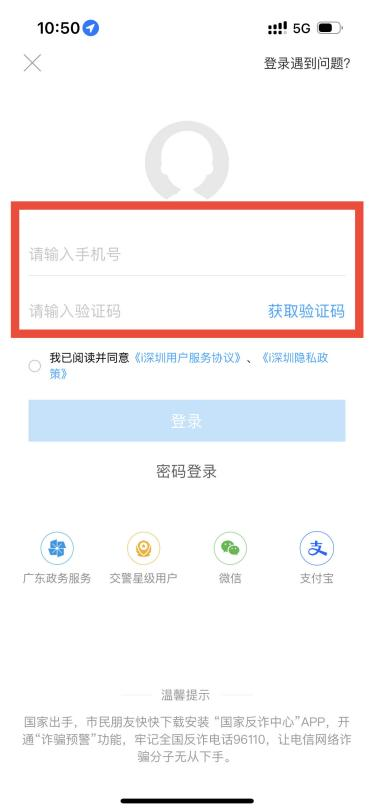 10:50 5G
登录遇到问题?
请输入手机号
请输入验证码 获取验证码
我已阅读并同意《i深圳用户服务协议》、《i深圳隐私政
策》
登录
密码登录
广东政务服务 交警星级用户 微信 支付宝
温馨提示
国家出手，市民朋友快快下载安装“国家反诈中心”APP，开
通“诈骗预警”功能，牢记全国反诈电话96110，让电信网络诈
骗分子无从下手。